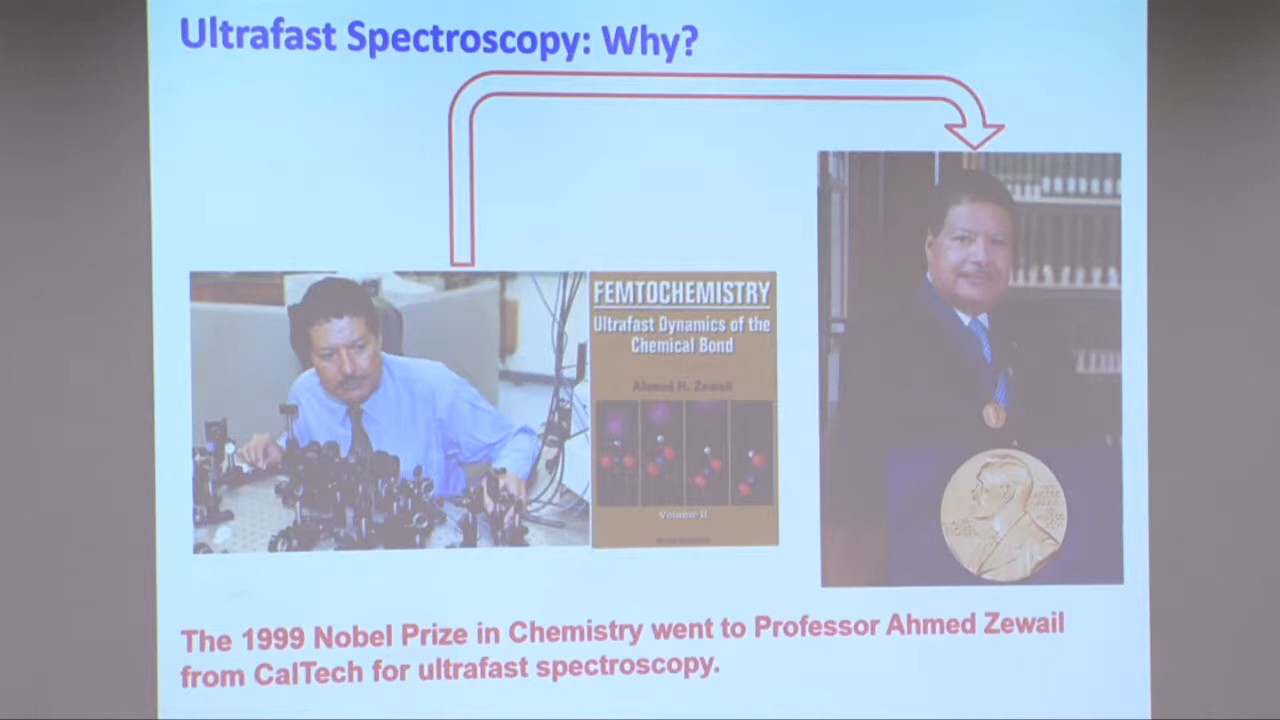 Ultrafast Spectroscopy: Why?
FEMTOCHEMISTRY
Ultrafast Dynamics of the
Chemical Bond
Ahmed H. Zewail
Volume II
The 1999 Nobel Prize in Chemistry went to Professor Ahmed Zewail
from CalTech for ultrafast spectroscopy.